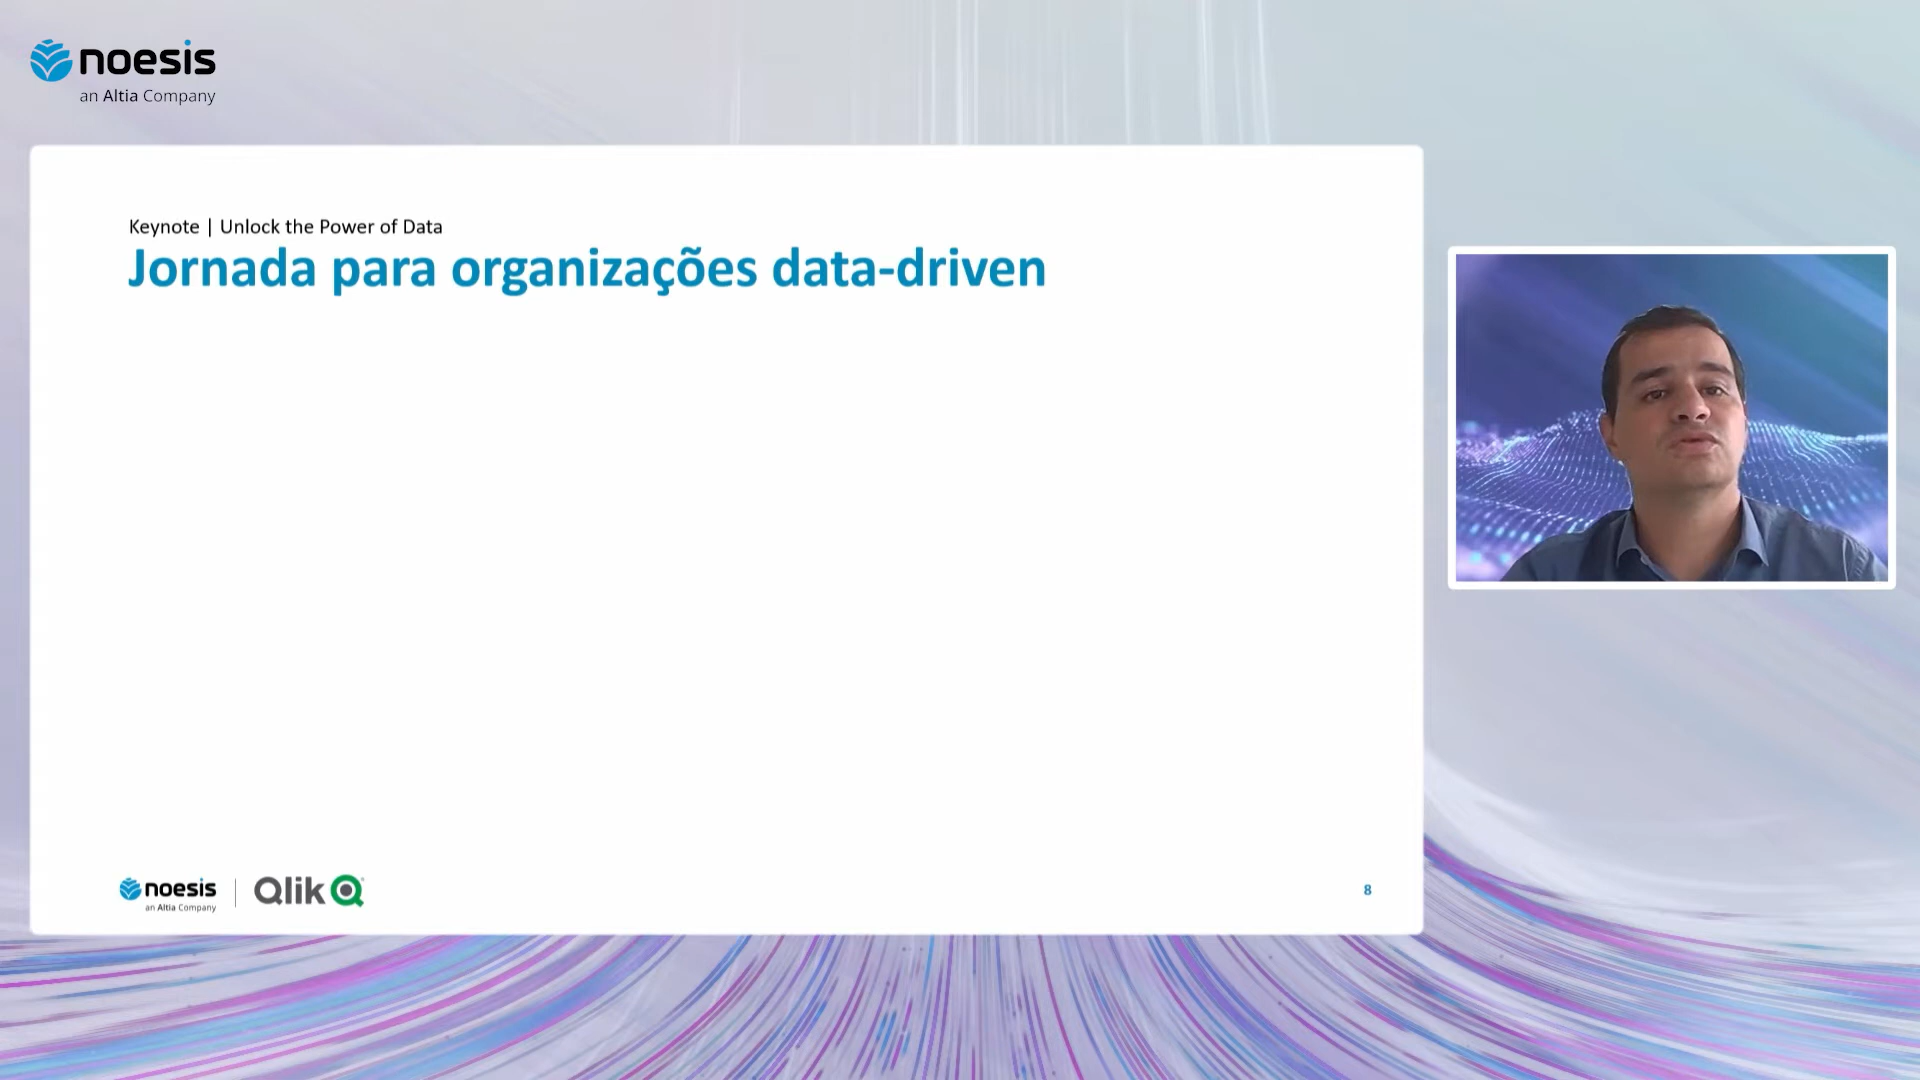 noesis
an Altia Company
Keynote | Unlock the Power of Data
Jornada para organizações data-driven
noesis
an Altia Company
Qlik
8